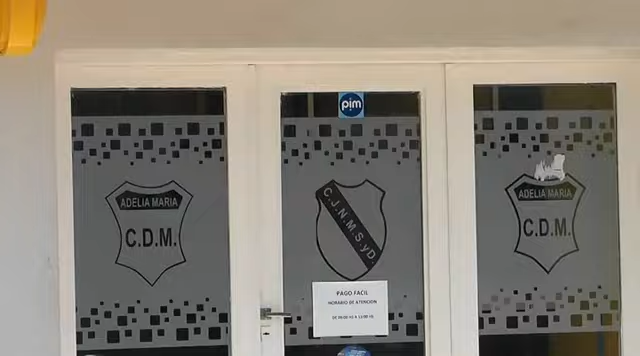 pim
ADELIA MARIA
C.D.M.
C.J.N.M.S.yD.
ADELIA MARIA
C.D.M.
PAGO FACIL
HORARIO DE ATENCION